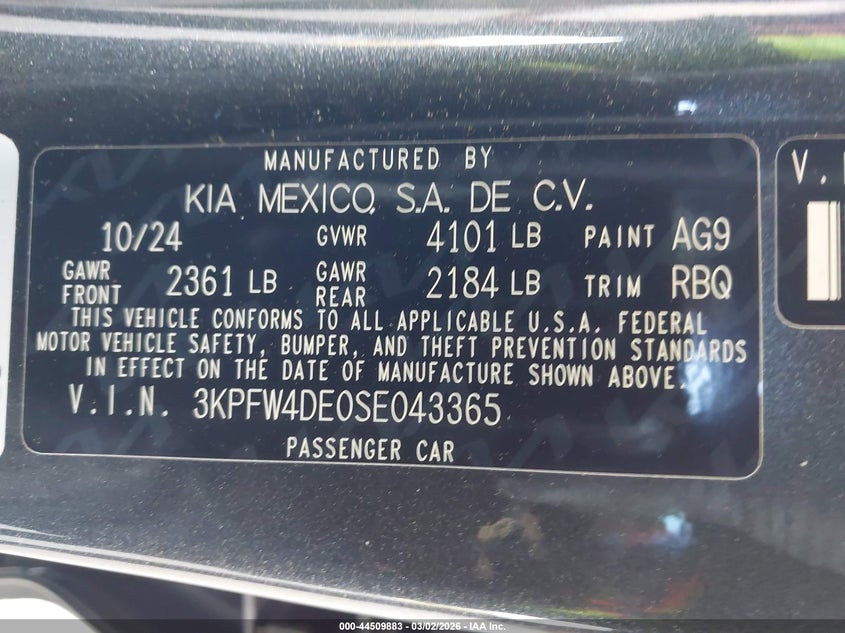 MANUFACTURED BY
KIA MEXICO, S.A. DE C.V.
10/24 GVWR 4101 LB PAINT AG9
GAWR FRONT 2361 LB GAWR REAR 2184 LB TRIM RBQ
THIS VEHICLE CONFORMS TO ALL APPLICABLE U.S.A. FEDERAL
MOTOR VEHICLE SAFETY, BUMPER, AND THEFT PREVENTION STANDARDS
IN EFFECT ON THE DATE OF MANUFACTURE SHOWN ABOVE.
V.I.N. 3KPFW4DE0SE043365
PASSENGER CAR
V.
000-44509883 - 03/02/2026 - IAA Inc.